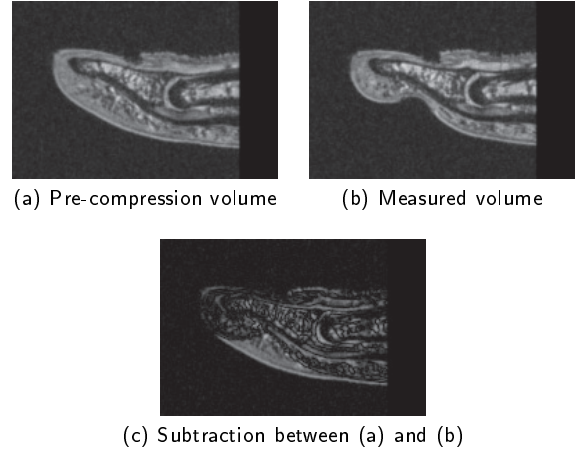 (a) Pre-compression volume
(b) Measured volume
(c) Subtraction between (a) and (b)